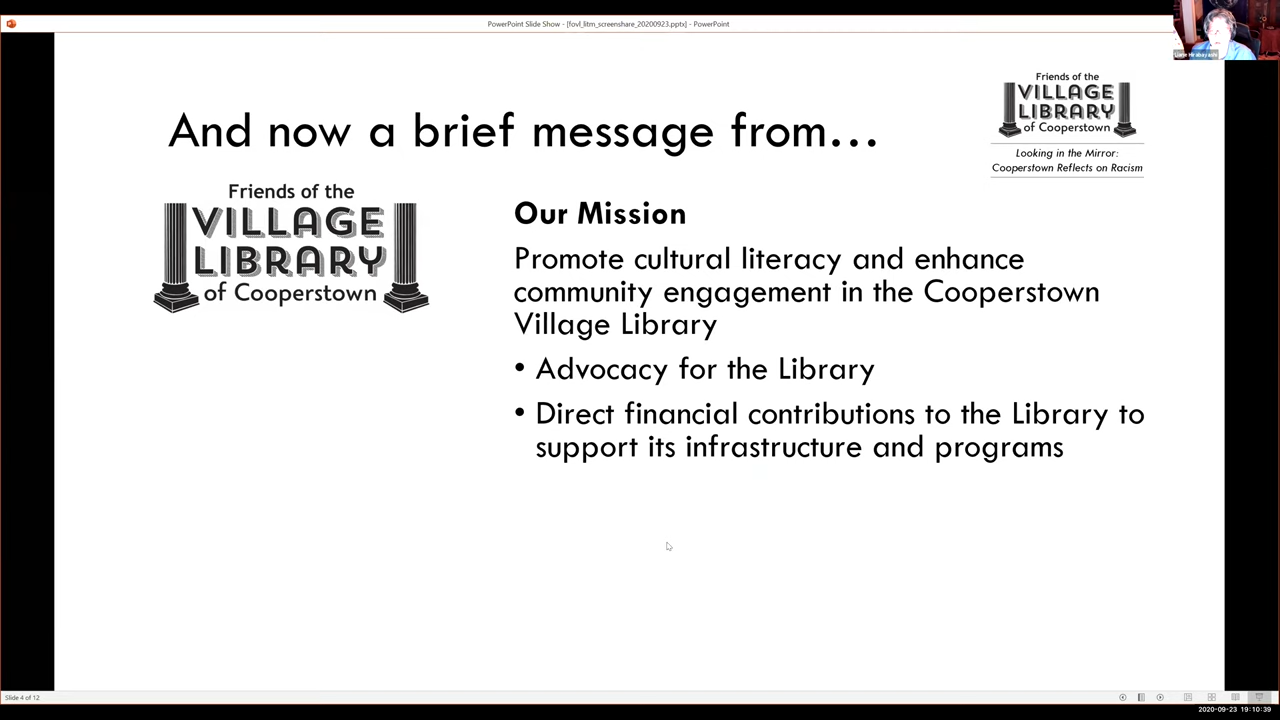 PowerPoint Slide Show - [fovl_litm_screenshare_20200923.pptx] - PowerPoint
Liane Hirabayashi
Friends of the
VILLAGE
LIBRARY
of Cooperstown
Looking in the Mirror:
Cooperstown Reflects on Racism
And now a brief message from...
Friends of the
VILLAGE
LIBRARY
of Cooperstown
Our Mission
Promote cultural literacy and enhance
community engagement in the Cooperstown
Village Library
• Advocacy for the Library
• Direct financial contributions to the Library to
support its infrastructure and programs
Slide 4 of 12
2020-09-23 19:10:39